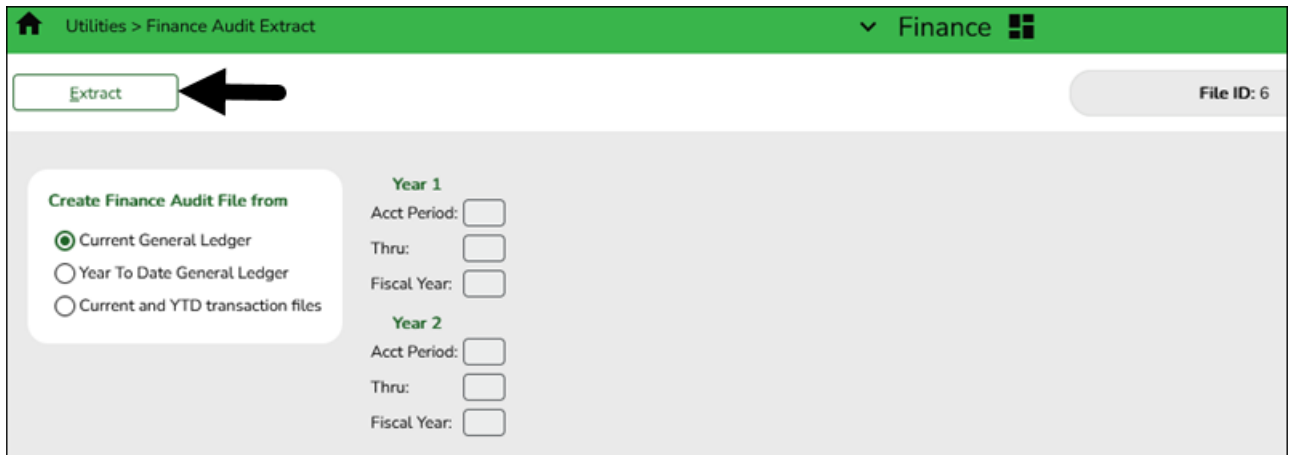 Utilities > Finance Audit Extract
Finance
Extract
File ID: 6
Create Finance Audit File from
Current General Ledger
Year To Date General Ledger
Current and YTD transaction files
Year 1
Acct Period:
Thru:
Fiscal Year:
Year 2
Acct Period:
Thru:
Fiscal Year: